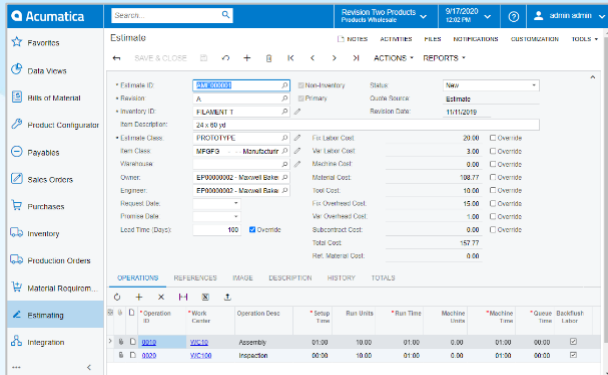 Acumatica
Search...
Revision Two Products
Products Wholesale
9/17/2020
12:02 PM
admin admin
Favorites
Data Views
Bills of Material
Product Configurator
Payables
Sales Orders
Purchases
Inventory
Production Orders
Material Requirem...
Estimating
Integration
Estimate
NOTES ACTIVITIES FILES NOTIFICATIONS CUSTOMIZATION TOOLS
SAVE & CLOSE ACTIONS REPORTS
* Estimate ID: Non-Inventory Status: New
* Revision: A Primary Quote Source: Estimate
* Inventory ID: FILAMENT T Revision Date: 11/11/2019
Item Description: 24 x 60 yd
* Estimate Class: PROTOTYPE Fix Labor Cost: 20.00 Override
Item Class: MFGFG - Manufacturin Var Labor Cost: 3.00 Override
Warehouse: Machine Cost: 0.00 Override
Owner: EP00000002 - Maxwell Baker Material Cost: 108.77 Override
Engineer: EP00000002 - Maxwell Baker Tool Cost: 10.00 Override
Request Date: Fix Overhead Cost: 15.00 Override
Promise Date: Var Overhead Cost: 1.00 Override
Lead Time (Days): 100 Override Subcontract Cost: 0.00 Override
Total Cost: 157.77
Ref. Material Cost: 0.00
OPERATIONS REFERENCES IMAGE DESCRIPTION HISTORY TOTALS
* Operation ID * Work Center Operation Desc * Setup Time Run Units * Run Time Machine Units * Machine Time * Queue Time Backflush Labor
0010 WC10 Assembly 01:00 10.00 01:00 0.00 01:00 00:00
0020 WC100 Inspection 00:00 10.00 01:00 0.00 01:00 00:00